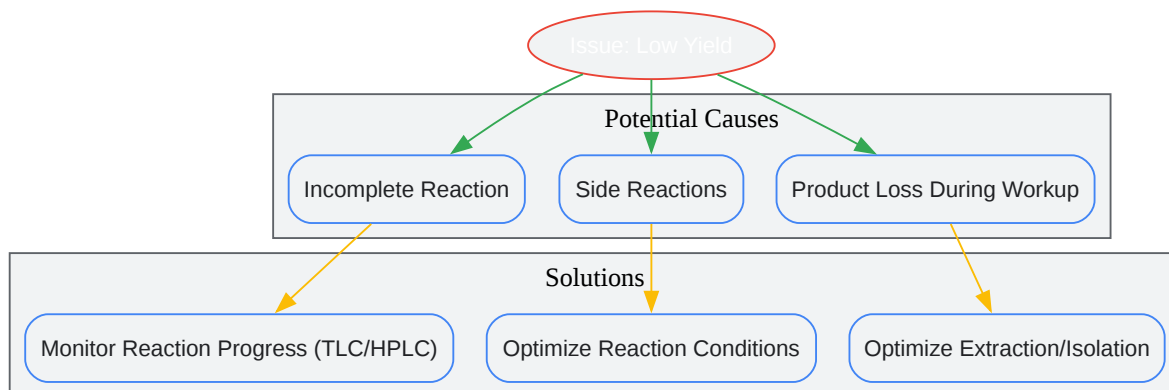 Issue: Low Yield
Potential Causes
Incomplete Reaction
Side Reactions
Product Loss During Workup
Solutions
Monitor Reaction Progress (TLC/HPLC)
Optimize Reaction Conditions
Optimize Extraction/Isolation